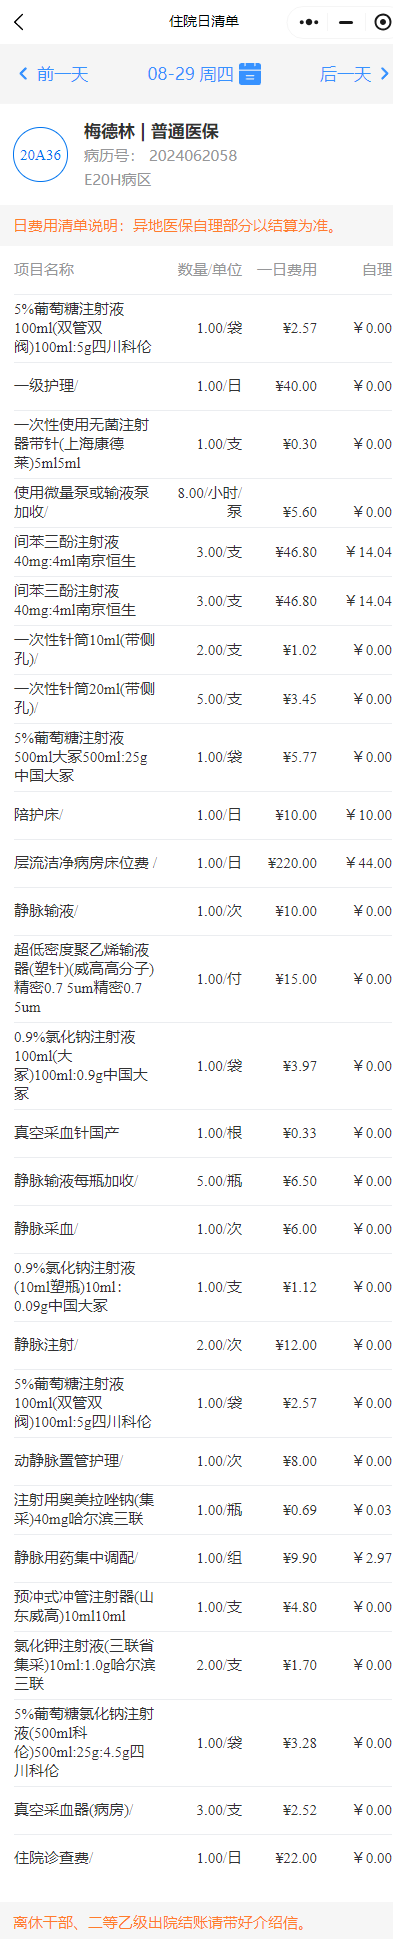 住院日清单
前一天
08-29 周四
后一天
20A36
梅德林 | 普通医保
病历号： 2024062058
E20H病区
日费用清单说明：异地医保自理部分以结算为准。
项目名称 数量/单位 一日费用 自理
5%葡萄糖注射液
100ml(双管双 1.00/袋 ¥2.57 ￥0.00
阀)100ml:5g四川科伦
一级护理/ 1.00/日 ¥40.00 ￥0.00
一次性使用无菌注射
器带针(上海康德 1.00/支 ¥0.30 ￥0.00
莱)5ml5ml
使用微量泵或输液泵 8.00/小时/
加收/ 泵 ¥5.60 ￥0.00
间苯三酚注射液
40mg:4ml南京恒生 3.00/支 ¥46.80 ￥14.04
间苯三酚注射液
40mg:4ml南京恒生 3.00/支 ¥46.80 ￥14.04
一次性针筒10ml(带侧
孔)/ 2.00/支 ¥1.02 ￥0.00
一次性针筒20ml(带侧
孔)/ 5.00/支 ¥3.45 ￥0.00
5%葡萄糖注射液
500ml大冢500ml:25g 1.00/袋 ¥5.77 ￥0.00
中国大冢
陪护床/ 1.00/日 ¥10.00 ￥10.00
层流洁净病房床位费 / 1.00/日 ¥220.00 ￥44.00
静脉输液/ 1.00/次 ¥10.00 ￥0.00
超低密度聚乙烯输液
器(塑针)(威高高分子) 1.00/付 ¥15.00 ￥0.00
精密0.7 5um精密0.7
5um
0.9%氯化钠注射液
100ml(大 1.00/袋 ¥3.97 ￥0.00
冢)100ml:0.9g中国大
冢
真空采血针国产 1.00/根 ¥0.33 ￥0.00
静脉输液每瓶加收/ 5.00/瓶 ¥6.50 ￥0.00
静脉采血/ 1.00/次 ¥6.00 ￥0.00
0.9%氯化钠注射液
(10ml塑瓶)10ml： 1.00/支 ¥1.12 ￥0.00
0.09g中国大冢
静脉注射/ 2.00/次 ¥12.00 ￥0.00
5%葡萄糖注射液
100ml(双管双 1.00/袋 ¥2.57 ￥0.00
阀)100ml:5g四川科伦
动静脉置管护理/ 1.00/次 ¥8.00 ￥0.00
注射用奥美拉唑钠(集
采)40mg哈尔滨三联 1.00/瓶 ¥0.69 ￥0.03
静脉用药集中调配/ 1.00/组 ¥9.90 ￥2.97
预冲式冲管注射器(山
东威高)10ml10ml 1.00/支 ¥4.80 ￥0.00
氯化钾注射液(三联省
集采)10ml:1.0g哈尔滨 2.00/支 ¥1.70 ￥0.00
三联
5%葡萄糖氯化钠注射
液(500ml科 1.00/袋 ¥3.28 ￥0.00
伦)500ml:25g:4.5g四
川科伦
真空采血器(病房)/ 3.00/支 ¥2.52 ￥0.00
住院诊查费/ 1.00/日 ¥22.00 ￥0.00
离休干部、二等乙级出院结账请带好介绍信。